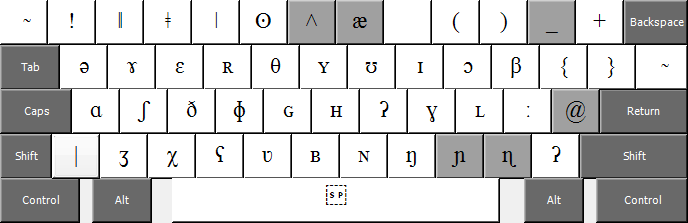 ~ ! ǁ ǂ ǀ ʘ ^ æ ( ) _ + Backspace
Tab ə ɤ ɛ ʀ θ ʏ ʊ ɪ ɔ β { } ~
Caps ɑ ʃ ð ɸ ɢ ʜ ʔ ɣ ʟ ː @ Return
Shift | ʒ χ ʕ ʋ ʙ ɴ ŋ ɲ ɳ ʔ Shift
Control Alt SP Alt Control